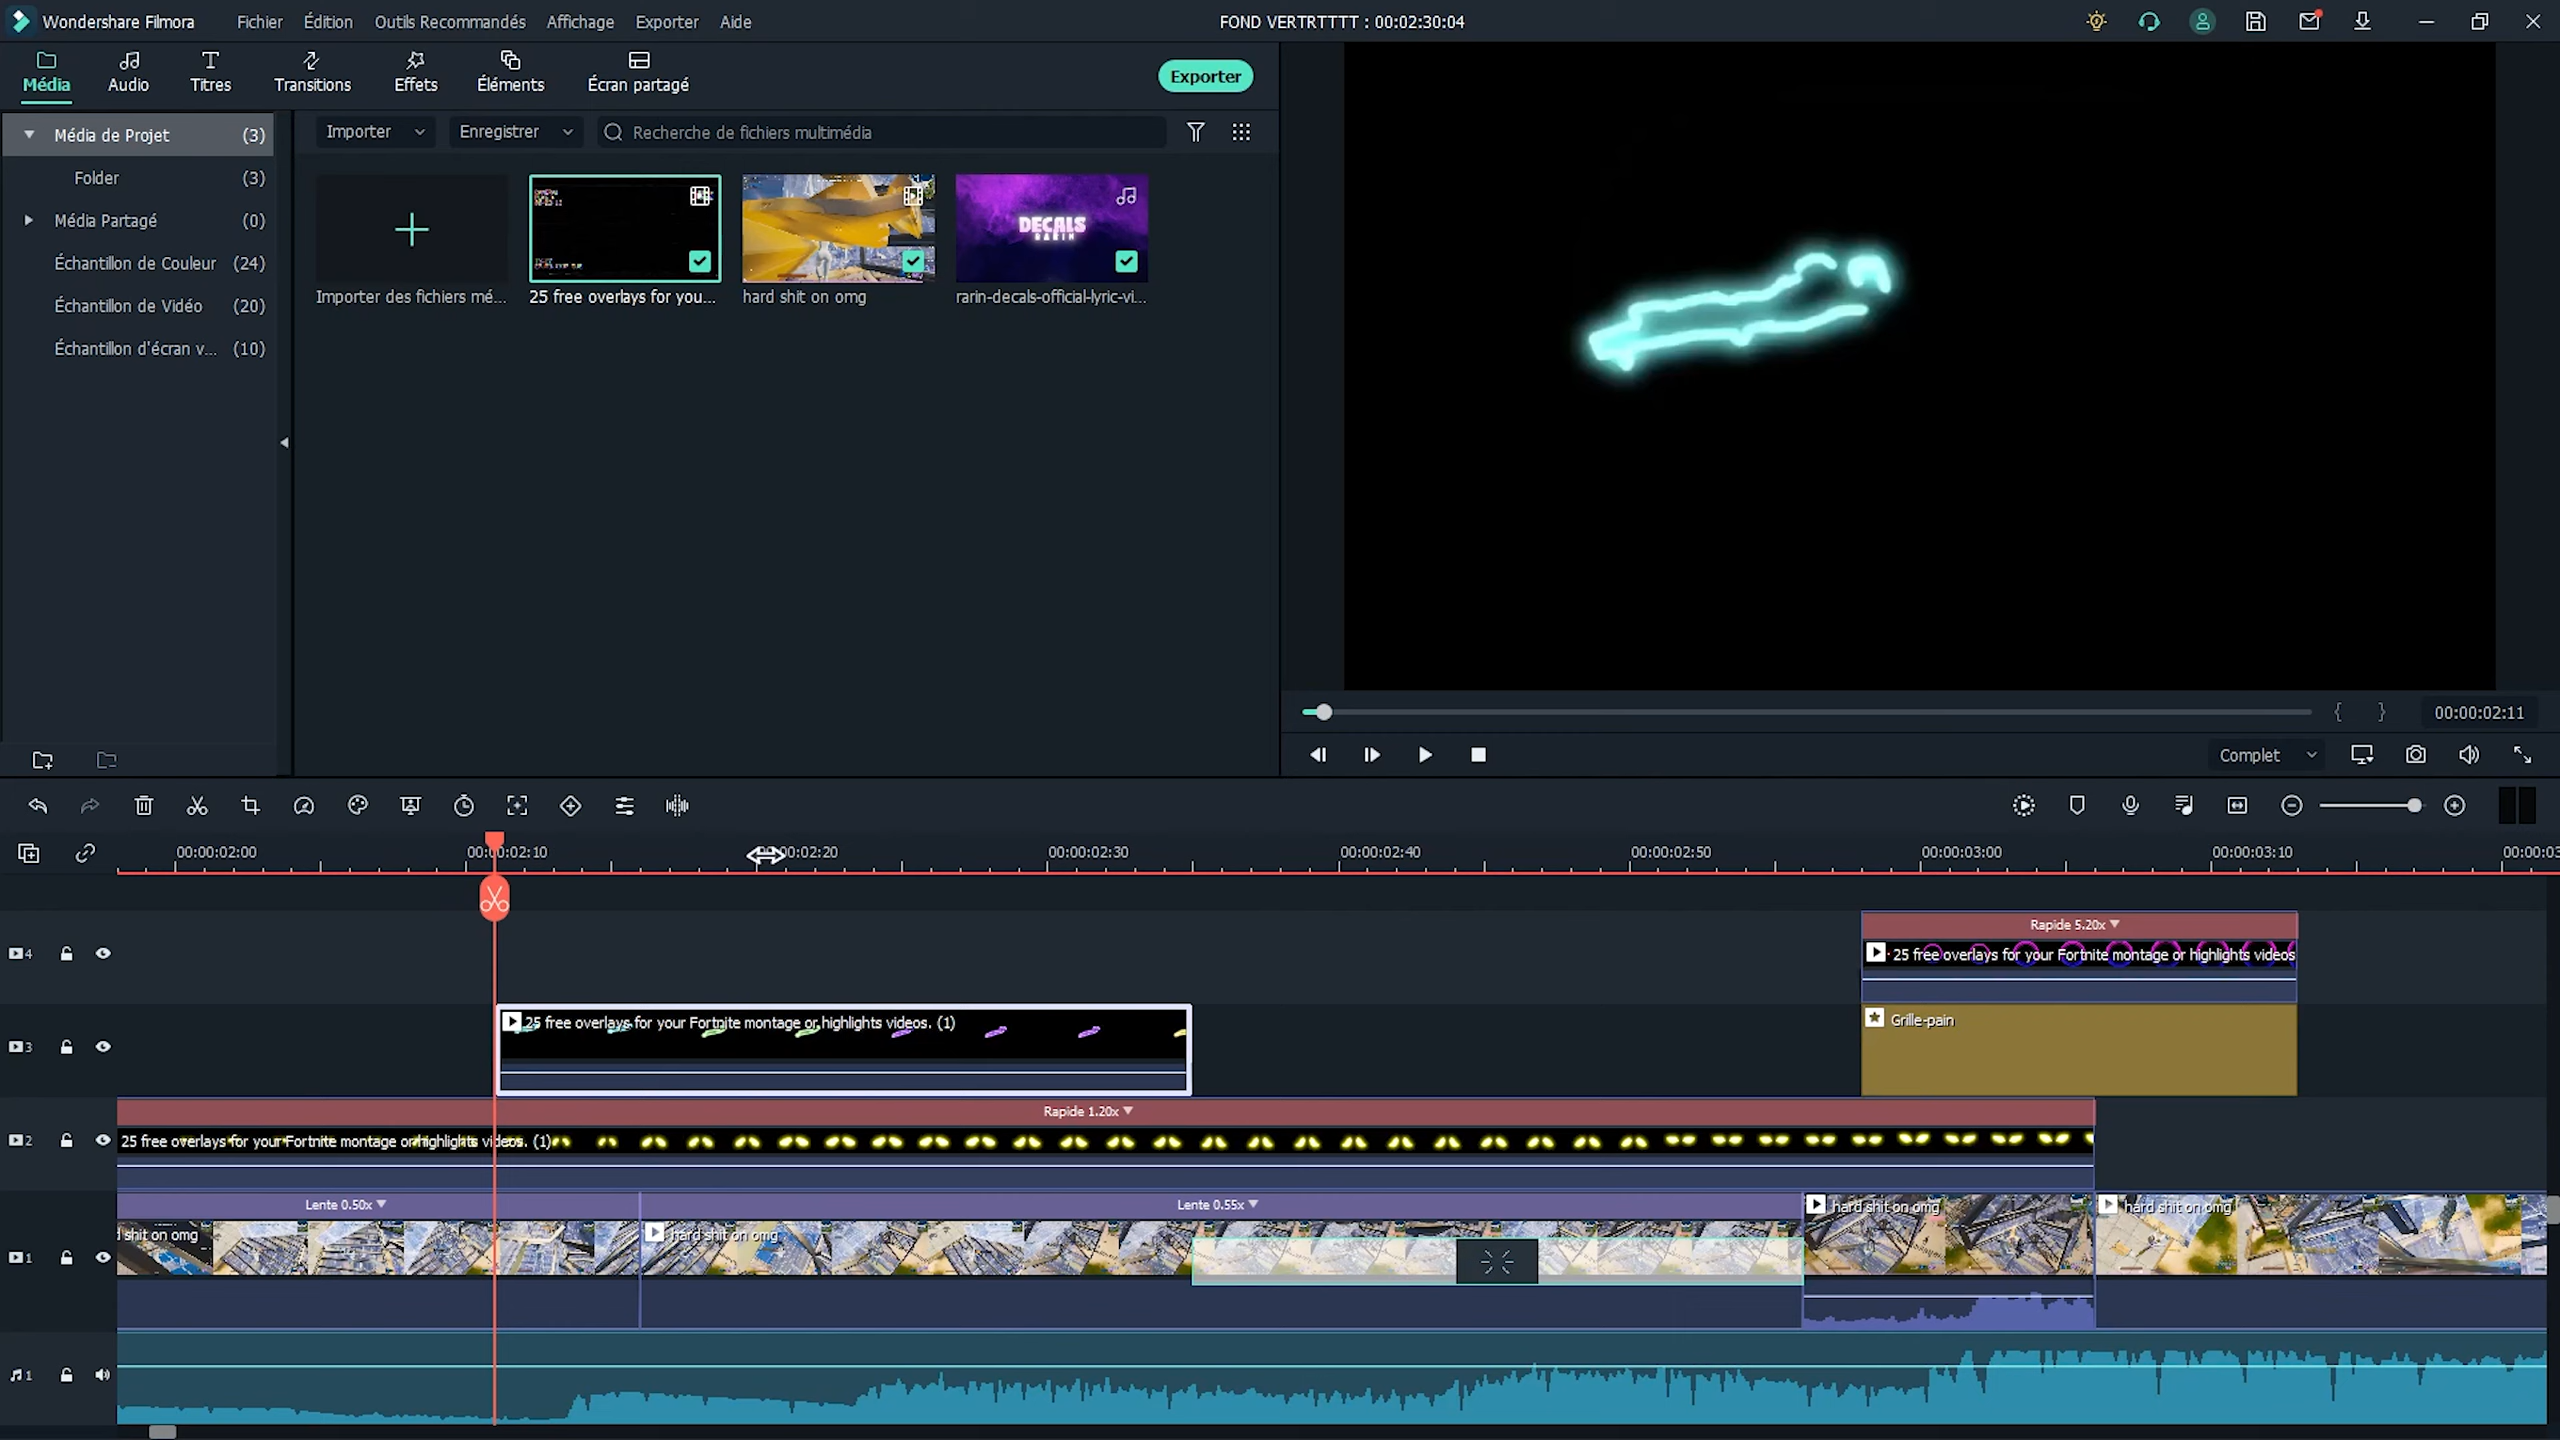 Wondershare Filmora
Fichier
Édition
Outils Recommandés
Affichage
Exporter
Aide
FOND VERTRTTTT : 00:02:30:04
Média
Audio
Titres
Transitions
Effets
Éléments
Écran partagé
Exporter
Média de Projet (3)
Folder (3)
Média Partagé (0)
Échantillon de Couleur (24)
Échantillon de Vidéo (20)
Échantillon d'écran v... (10)
Importer
Enregistrer
Recherche de fichiers multimédia
DECALS
RARIN
Importer des fichiers mé...
25 free overlays for you...
hard shit on omg
rarin-decals-official-lyric-vi...
00:00:02:11
Complet
00:00:02:00
00:00:02:10
00:00:02:20
00:00:02:30
00:00:02:40
00:00:02:50
00:00:03:00
00:00:03:10
00:00:03
4
Rapide 5.20x
25 free overlays for your Fortnite montage or highlights videos
3
25 free overlays for your Fortnite montage or highlights videos. (1)
Grille-pain
Rapide 1.20x
2
25 free overlays for your Fortnite montage or highlights videos. (1)
Lente 0.50x
Lente 0.55x
1
shit on omg
hard shit on omg
hard shit on omg
hard shit on omg
1